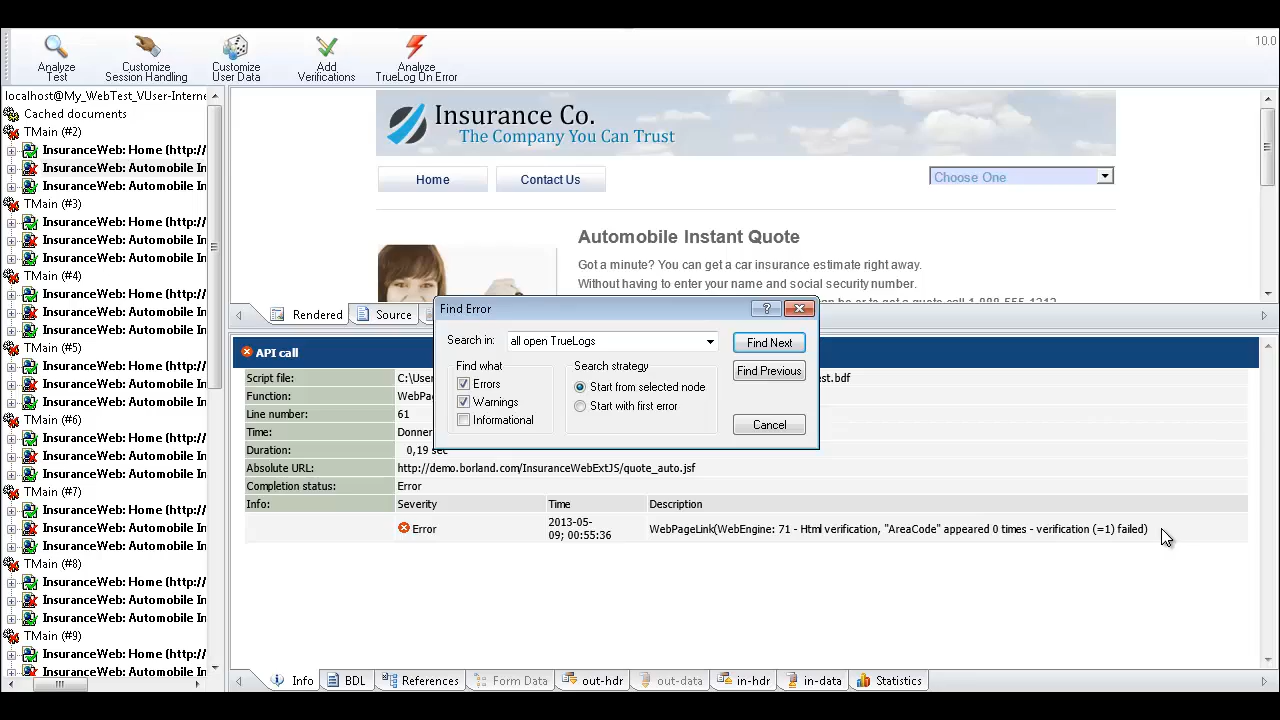 10.0
Analyze Test
Customize Session Handling
Customize User Data
Add Verifications
Analyze TrueLog On Error
localhost@My_WebTest_VUser-Interne
Cached documents
TMain (#2)
InsuranceWeb: Home (http://
InsuranceWeb: Automobile In
InsuranceWeb: Automobile In
TMain (#3)
InsuranceWeb: Home (http://
InsuranceWeb: Automobile In
InsuranceWeb: Automobile In
TMain (#4)
InsuranceWeb: Home (http://
InsuranceWeb: Automobile In
InsuranceWeb: Automobile In
TMain (#5)
InsuranceWeb: Home (http://
InsuranceWeb: Automobile In
InsuranceWeb: Automobile In
TMain (#6)
InsuranceWeb: Home (http://
InsuranceWeb: Automobile In
InsuranceWeb: Automobile In
TMain (#7)
InsuranceWeb: Home (http://
InsuranceWeb: Automobile In
InsuranceWeb: Automobile In
TMain (#8)
InsuranceWeb: Home (http://
InsuranceWeb: Automobile In
InsuranceWeb: Automobile In
TMain (#9)
InsuranceWeb: Home (http://
InsuranceWeb: Automobile In
Insurance Co.
The Company You Can Trust
Home
Contact Us
Choose One
Automobile Instant Quote
Got a minute? You can get a car insurance estimate right away.
Without having to enter your name and social security number.
Rendered
Source
Find Error
?
Search in:
all open TrueLogs
Find Next
Find what
Errors
Warnings
Informational
Search strategy
Start from selected node
Start with first error
Find Previous
Cancel
API call
Script file: C:\User est.bdf
Function: WebPag
Line number: 61
Time: Donner
Duration: 0,19 sec
Absolute URL: http://demo.borland.com/InsuranceWebExtJS/quote_auto.jsf
Completion status: Error
Info: Severity Time Description
Error 2013-05-09; 00:55:36 WebPageLink(WebEngine: 71 - Html verification, "AreaCode" appeared 0 times - verification (=1) failed)
Info
BDL
References
Form Data
out-hdr
out-data
in-hdr
in-data
Statistics